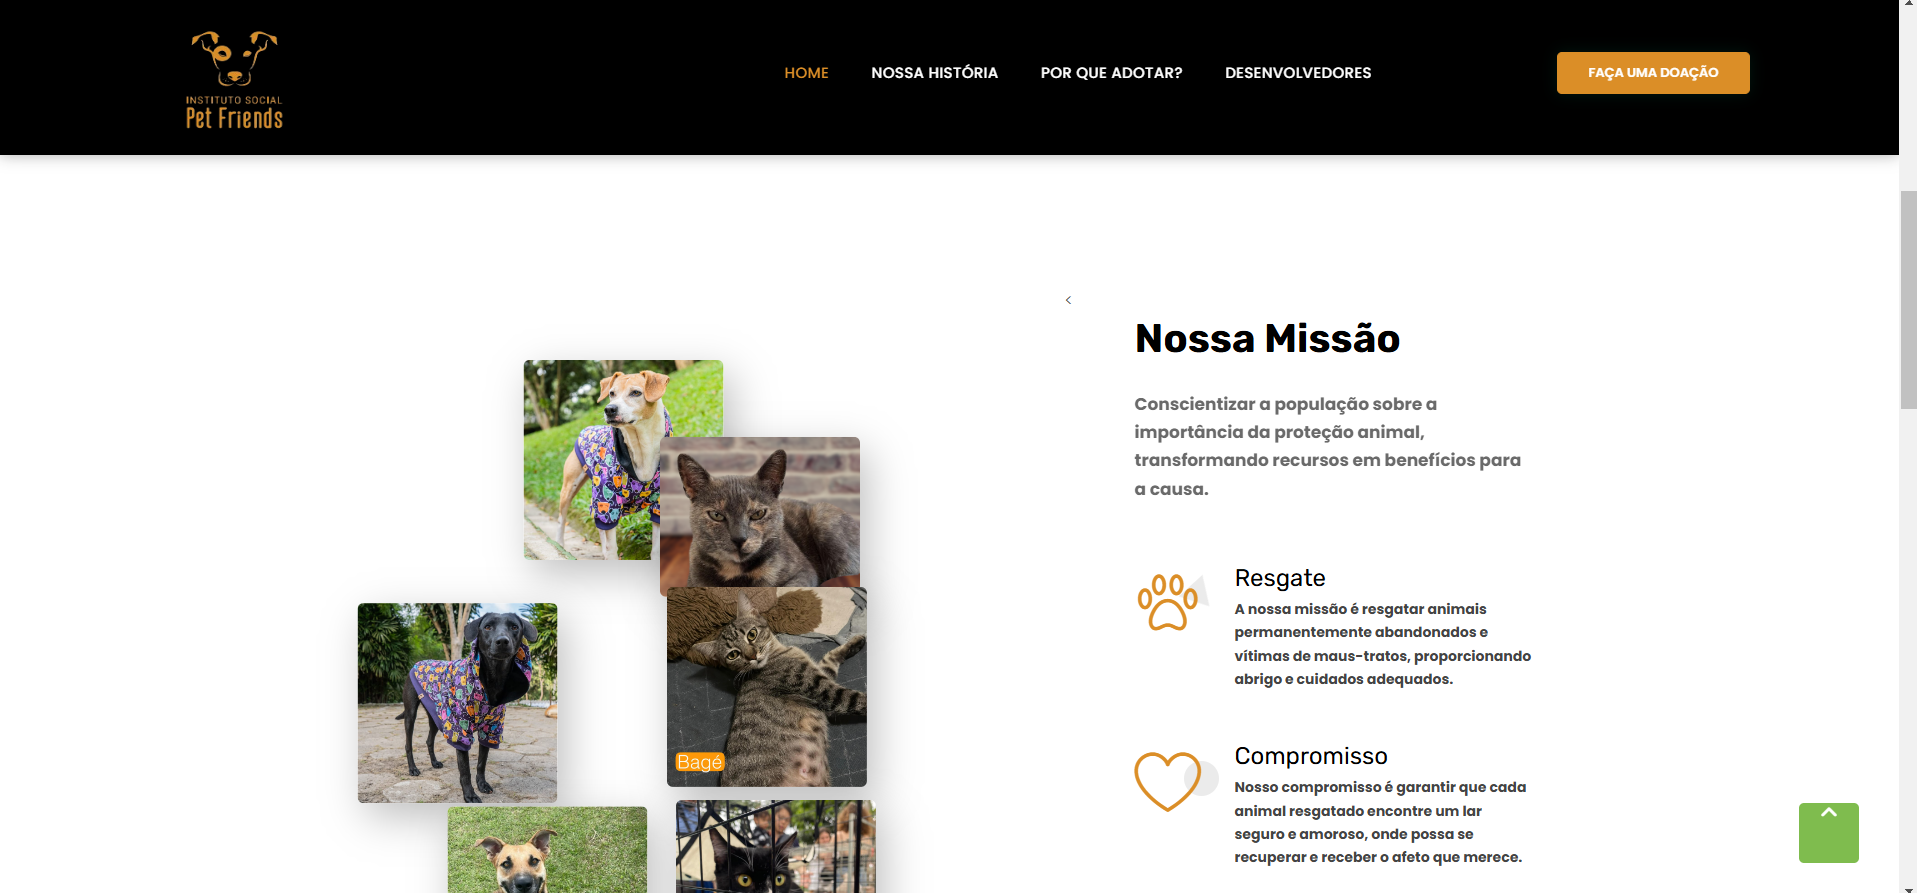 INSTITUTO SOCIAL
Pet Friends
HOME
NOSSA HISTÓRIA
POR QUE ADOTAR?
DESENVOLVEDORES
FAÇA UMA DOAÇÃO
<
Nossa Missão
Conscientizar a população sobre a
importância da proteção animal,
transformando recursos em benefícios para
a causa.
Resgate
A nossa missão é resgatar animais
permanentemente abandonados e
vítimas de maus-tratos, proporcionando
abrigo e cuidados adequados.
Bagé
Compromisso
Nosso compromisso é garantir que cada
animal resgatado encontre um lar
seguro e amoroso, onde possa se
recuperar e receber o afeto que merece.